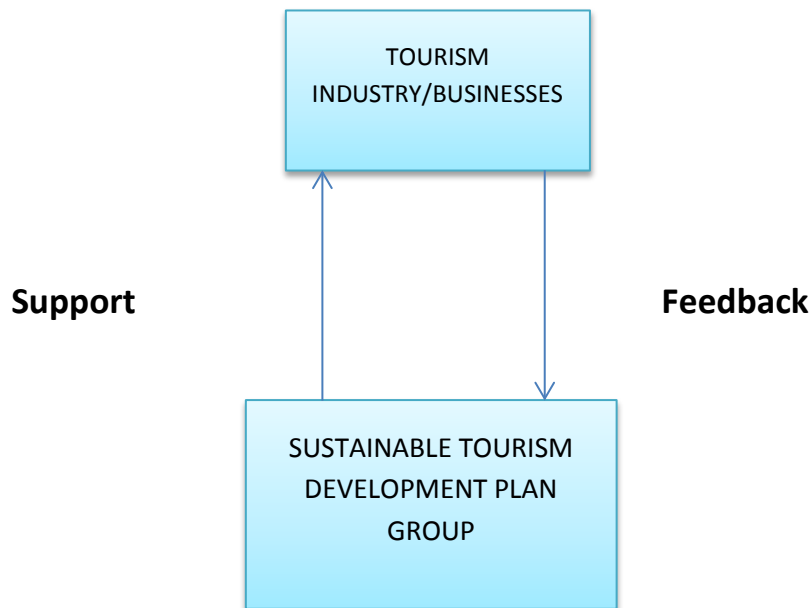 TOURISM
INDUSTRY/BUSINESSES
Support
Feedback
SUSTAINABLE TOURISM
DEVELOPMENT PLAN
GROUP